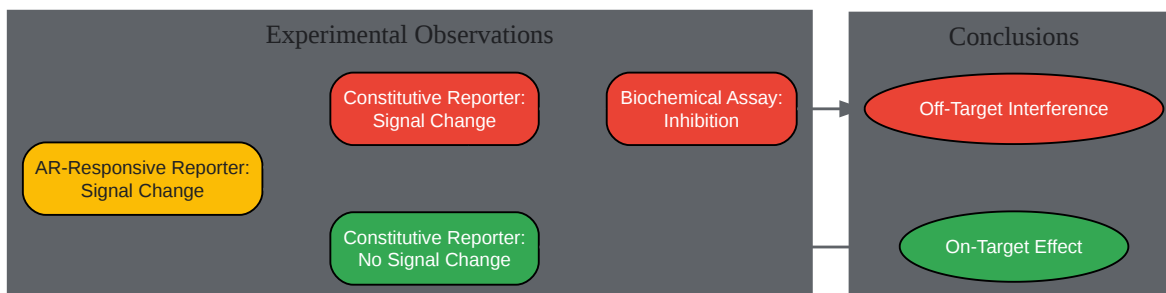 Experimental Observations
Conclusions
AR-Responsive Reporter:
Signal Change
Constitutive Reporter:
Signal Change
Biochemical Assay:
Inhibition
Off-Target Interference
Constitutive Reporter:
No Signal Change
On-Target Effect